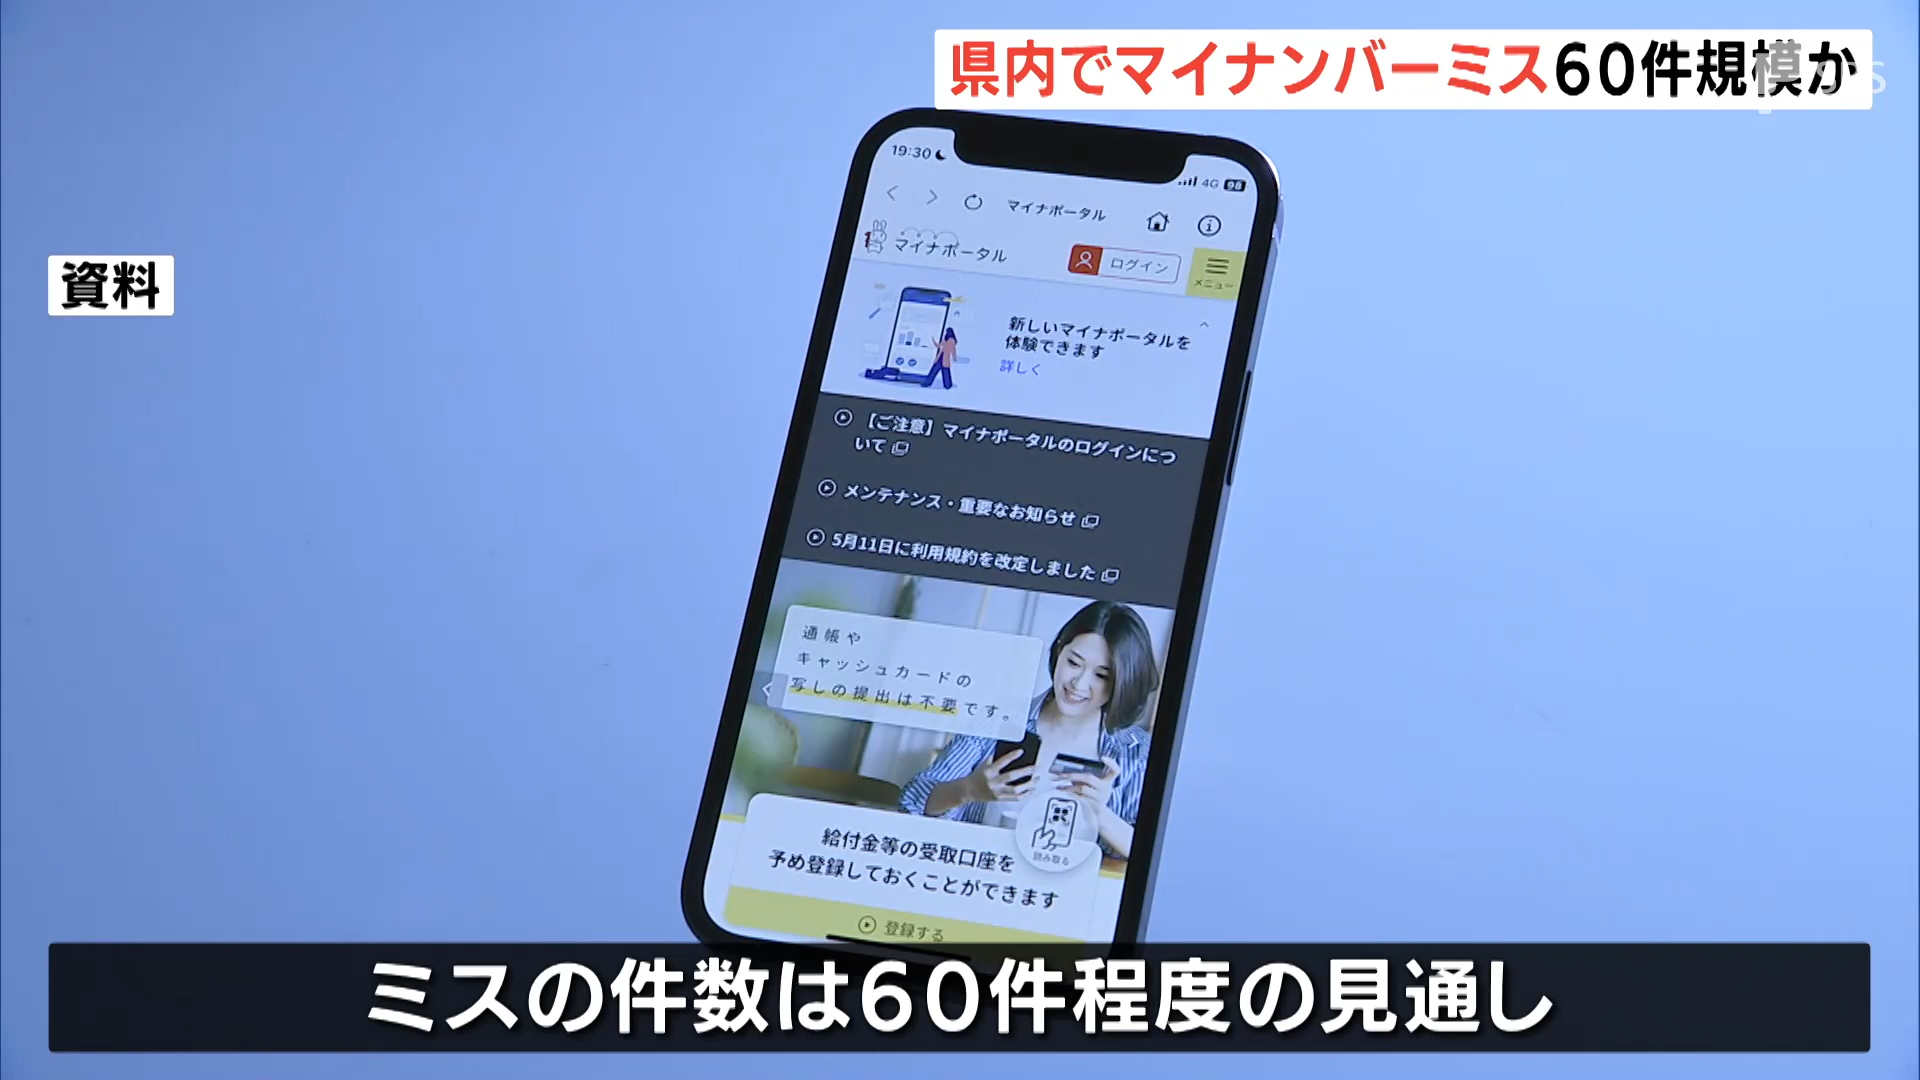 県内でマイナンバーミス60件規模か
資料
19:30
4G 98
マイナポータル
マイナポータル
ログイン
メニュー
新しいマイナポータルを
体験できます
詳しく
【ご注意】マイナポータルのログインにつ
いて
メンテナンス・重要なお知らせ
5月11日に利用規約を改定しました
通帳や
キャッシュカードの
写しの提出は不要です。
読み取る
給付金等の受取口座を
予め登録しておくことができます
登録する
ミスの件数は60件程度の見通し